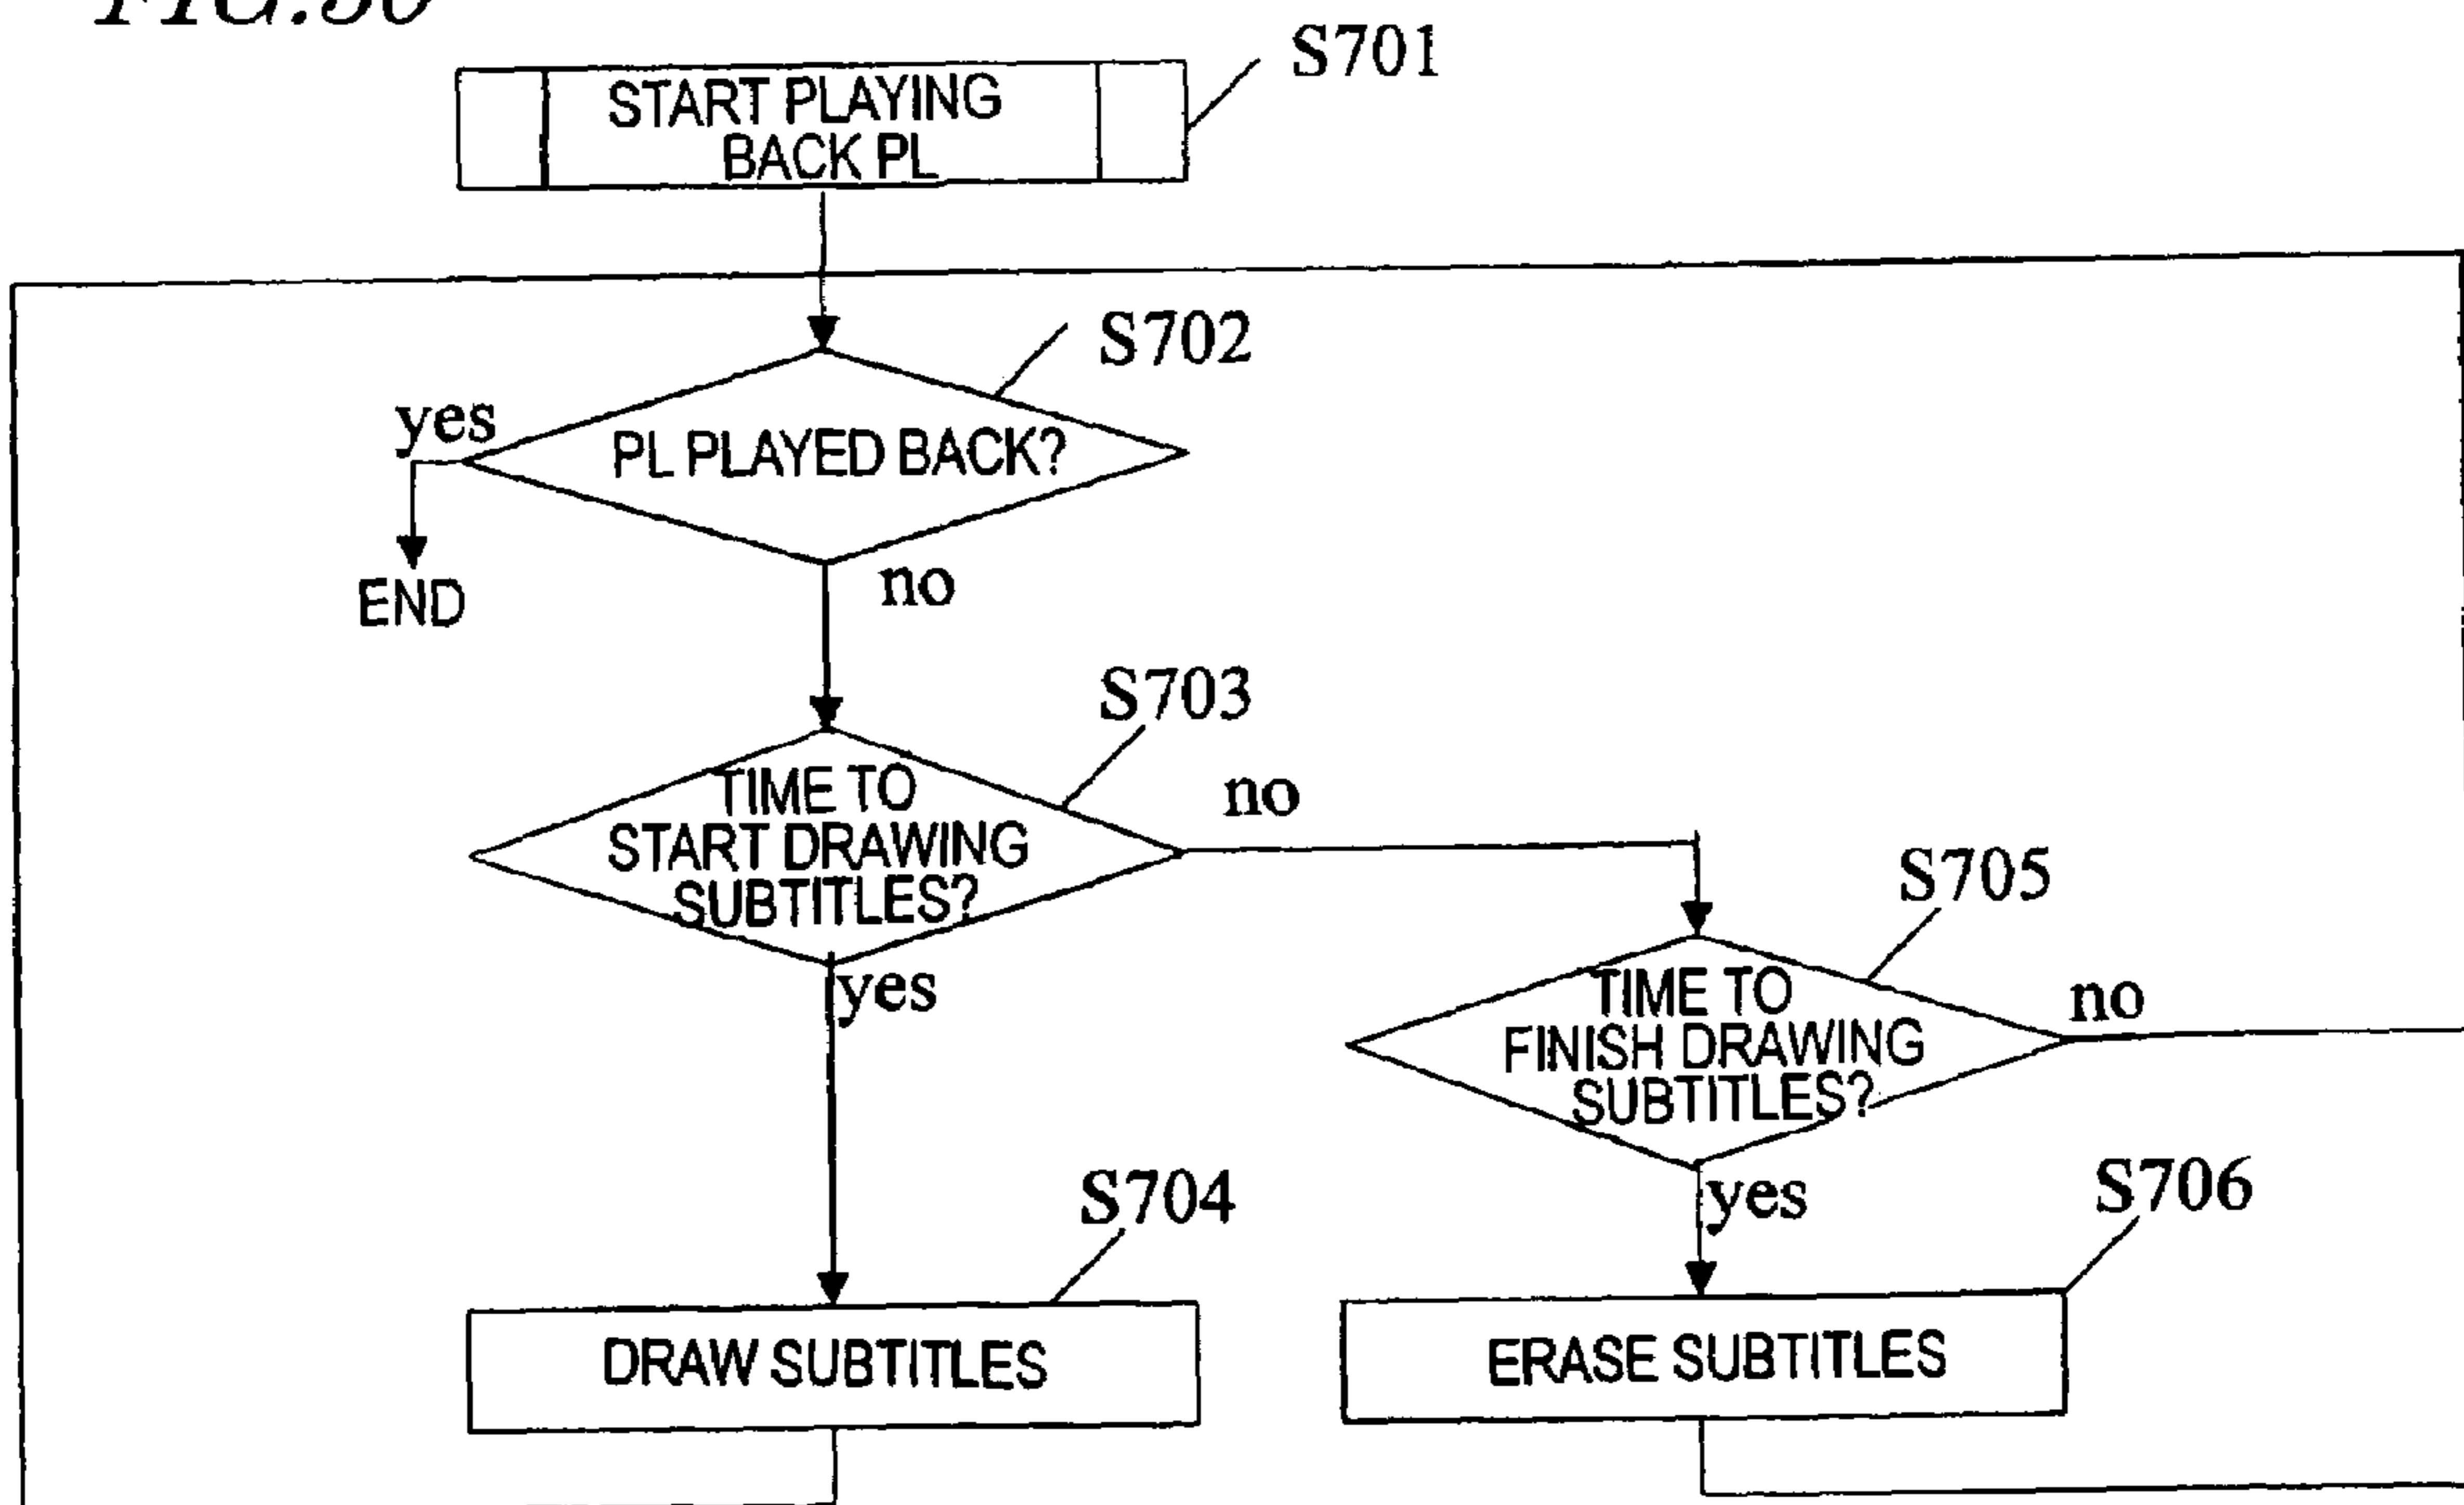 S701
START PLAYING
BACK PL
S702
yes
PL PLAYED BACK?
END
no
S703
TIME TO
START DRAWING
SUBTITLES?
no
yes
S705
TIME TO
FINISH DRAWING
SUBTITLES?
no
yes
S704
S706
DRAW SUBTITLES
ERASE SUBTITLES